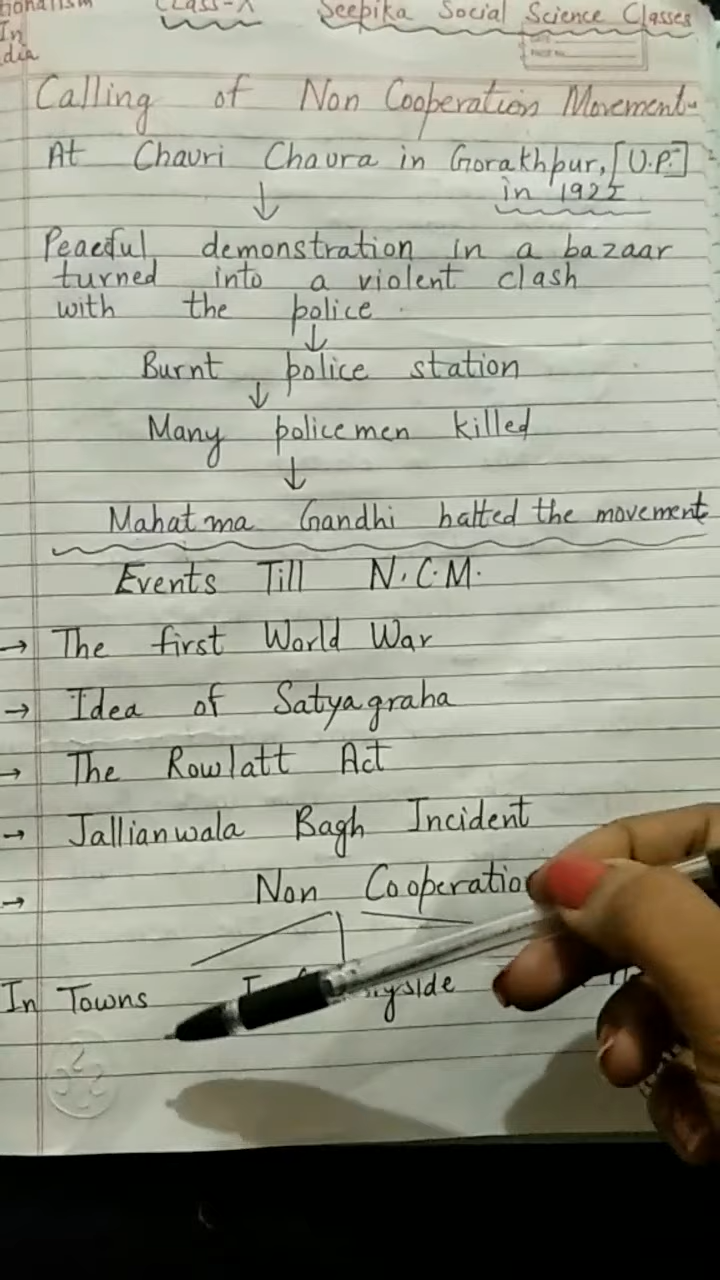 In
CLASS-X Seepika Social Science Classes
Calling of Non Cooperation Movement-
At Chauri Chaura in Gorakhpur, [U.P.]
in 1922
Peaceful demonstration in a bazaar
turned into a violent clash
with the police.
Burnt police station
Many policemen killed
Mahatma Gandhi halted the movement
Events Till N.C.M.
→ The first World War
→ Idea of Satyagraha
→ The Rowlatt Act
→ Jallianwala Bagh Incident
→ Non
In Towns